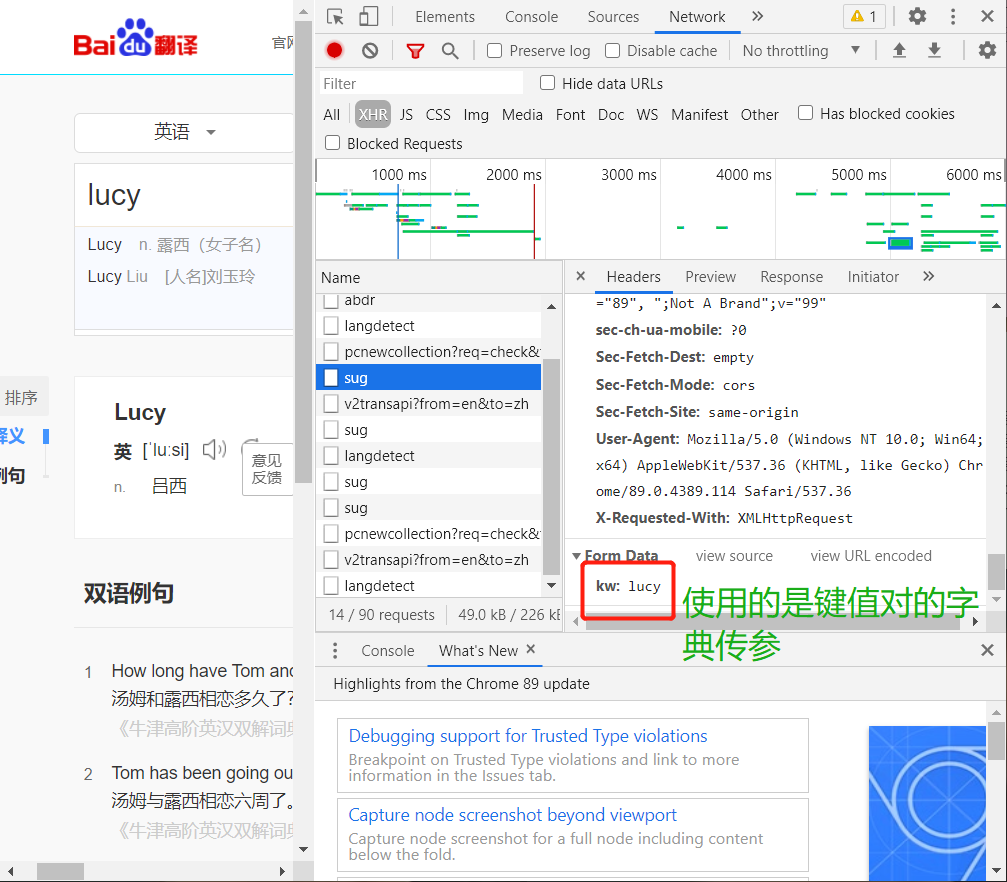 Bai du 翻译
官网
英语
lucy
Lucy n. 露西（女子名）
Lucy Liu [人名]刘玉玲
排序
释义
例句
Lucy
英 [ˈluːsi]
n. 吕西
意见
反馈
双语例句
1 How long have Tom and
汤姆和露西相恋多久了?
《牛津高阶英汉双解词典
2 Tom has been going ou
汤姆与露西相恋六周了。
《牛津高阶英汉双解词典
Elements Console Sources Network » 1
Preserve log Disable cache No throttling
Filter Hide data URLs
All XHR JS CSS Img Media Font Doc WS Manifest Other Has blocked cookies
Blocked Requests
1000 ms 2000 ms 3000 ms 4000 ms 5000 ms 6000 ms
Name
abdr
langdetect
pcnewcollection?req=check&
sug
v2transapi?from=en&to=zh
sug
langdetect
sug
sug
pcnewcollection?req=check&
v2transapi?from=en&to=zh
langdetect
14 / 90 requests 49.0 kB / 226 kB
× Headers Preview Response Initiator »
="89", ";Not A Brand";v="99"
sec-ch-ua-mobile: ?0
Sec-Fetch-Dest: empty
Sec-Fetch-Mode: cors
Sec-Fetch-Site: same-origin
User-Agent: Mozilla/5.0 (Windows NT 10.0; Win64;
x64) AppleWebKit/537.36 (KHTML, like Gecko) Chr
ome/89.0.4389.114 Safari/537.36
X-Requested-With: XMLHttpRequest
Form Data view source view URL encoded
kw: lucy
使用的是键值对的字
典传参
Console What's New ×
Highlights from the Chrome 89 update
Debugging support for Trusted Type violations
Breakpoint on Trusted Type violations and link to more
information in the Issues tab.
Capture node screenshot beyond viewport
Capture node screenshot for a full node including content
below the fold.